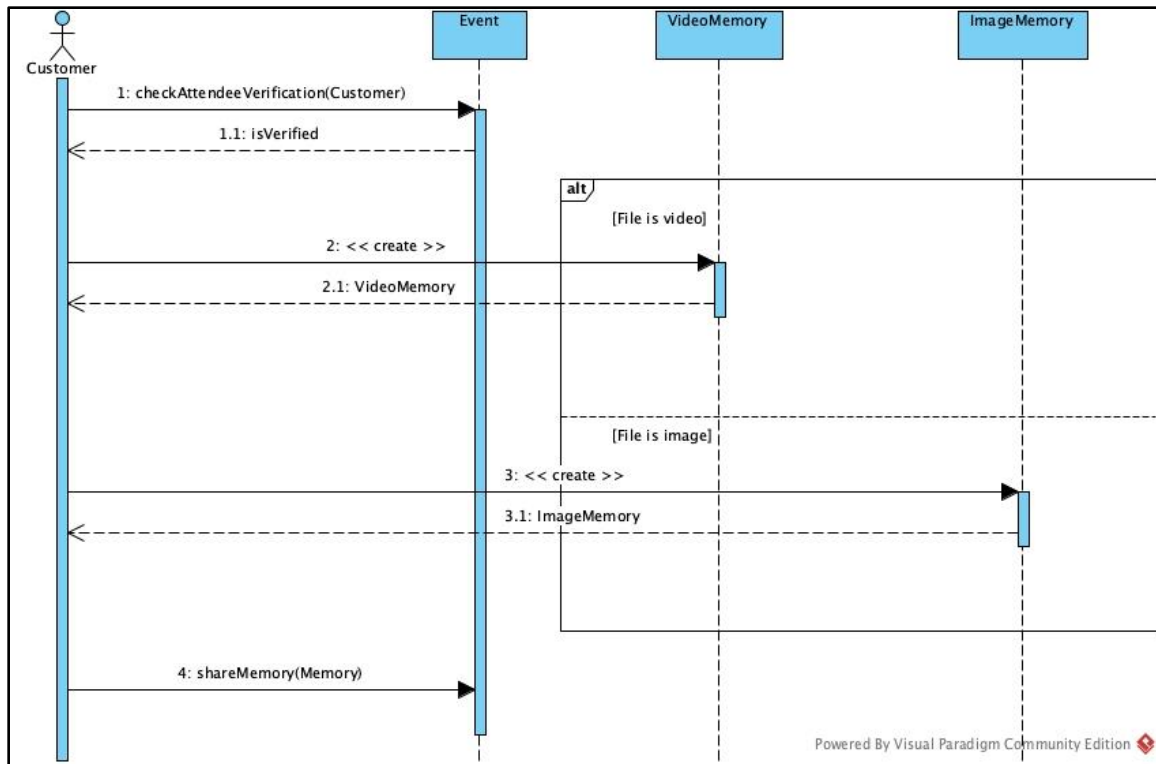 Event
VideoMemory
ImageMemory
Customer
1: checkAttendeeVerification(Customer)
1.1: isVerified
alt
[File is video]
2: << create >>
2.1: VideoMemory
[File is image]
3: << create >>
3.1: ImageMemory
4: shareMemory(Memory)
Powered By Visual Paradigm Community Edition